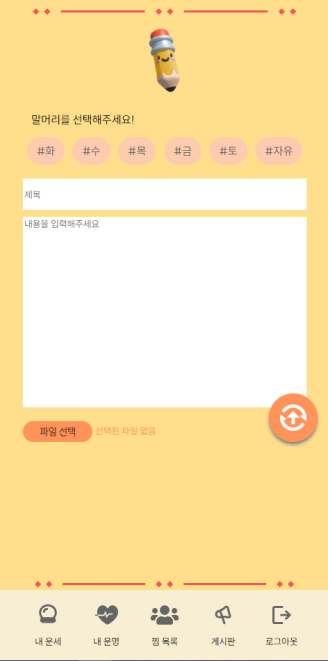 말머리를 선택해주세요!
#화 #수 #목 #금 #토 #자유
제목
내용을 입력해주세요
파일 선택 선택된 파일 없음
내 운세 내 운명 찜 목록 게시판 로그아웃